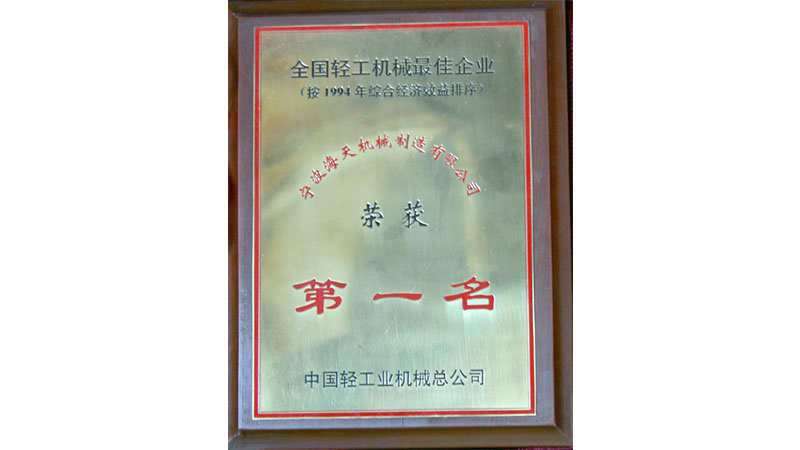 全国轻工机械最佳企业
（按1994年综合经济效益排序）
宁波海天机械制造有限公司
荣获
第一名
中国轻工业机械总公司